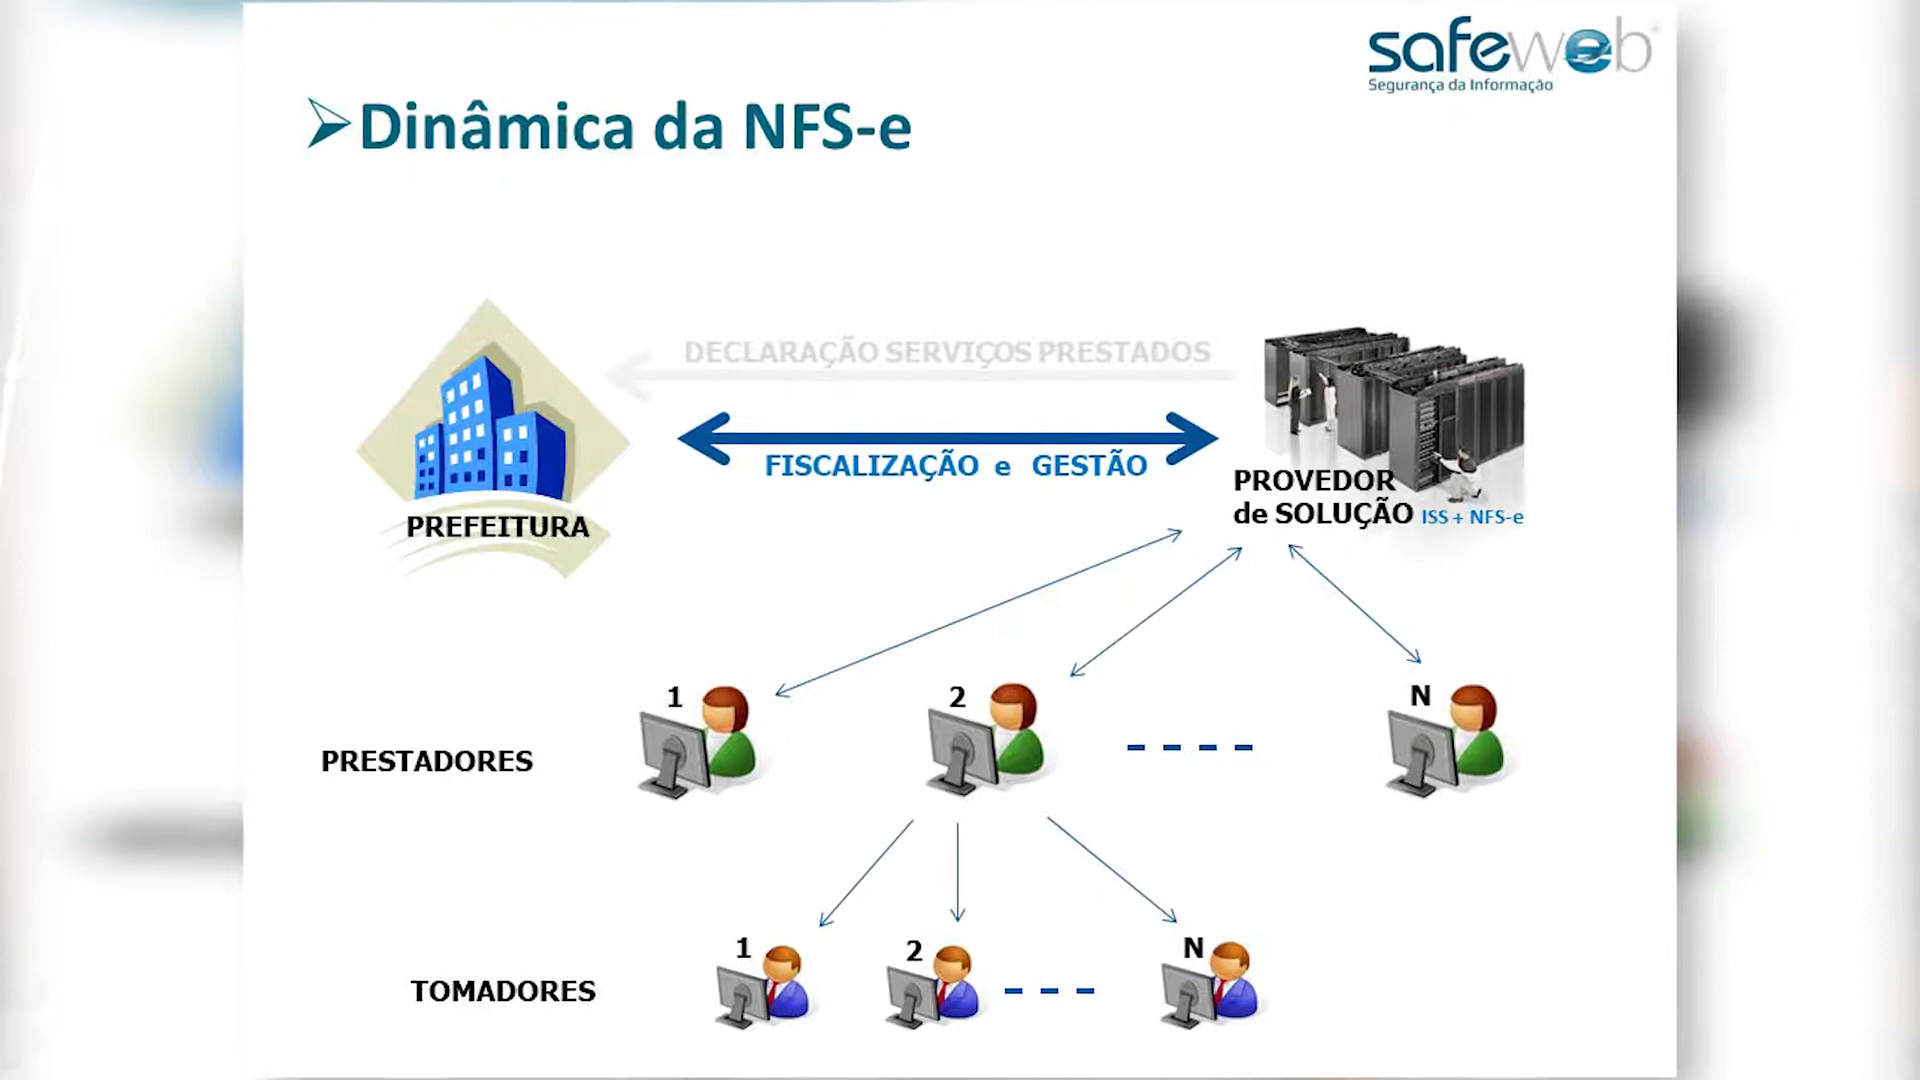 safeweb
Segurança da Informação
Dinâmica da NFS-e
DECLARAÇÃO SERVIÇOS PRESTADOS
FISCALIZAÇÃO e GESTÃO
PREFEITURA
PROVEDOR
de SOLUÇÃO ISS + NFS-e
1 2 N
PRESTADORES
1 2 N
TOMADORES